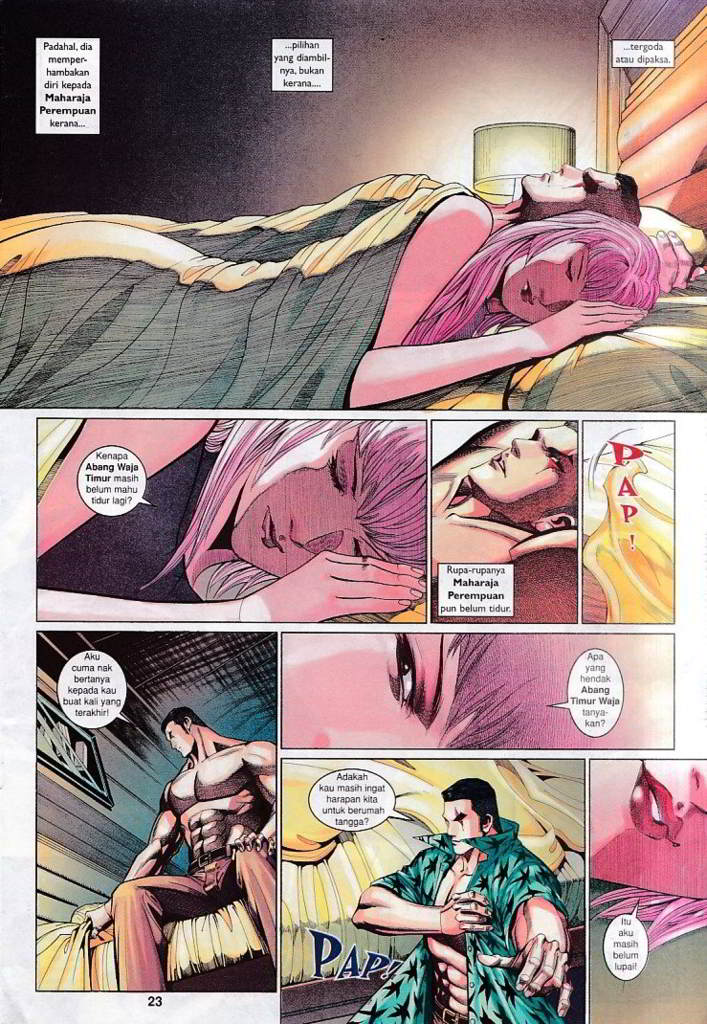 Padahal, dia
memper-
hambakan
diri kepada
Maharaja
Perempuan
kerana...
...pilihan
yang diambil-
nya, bukan
kerana....
...tergoda
atau dipaksa.
Kenapa
Abang Waja
Timur masih
belum mahu
tidur lagi?
Rupa-rupanya
Maharaja
Perempuan
pun belum tidur.
PAP!
Aku
cuma nak
bertanya
kepada kau
buat kali yang
terakhir!
Apa
yang
hendak
Abang
Timur Waja
tanya-
kan?
Adakah
kau masih ingat
harapan kita
untuk berumah
tangga?
PAP!
Itu
aku
masih
belum
lupai!
23